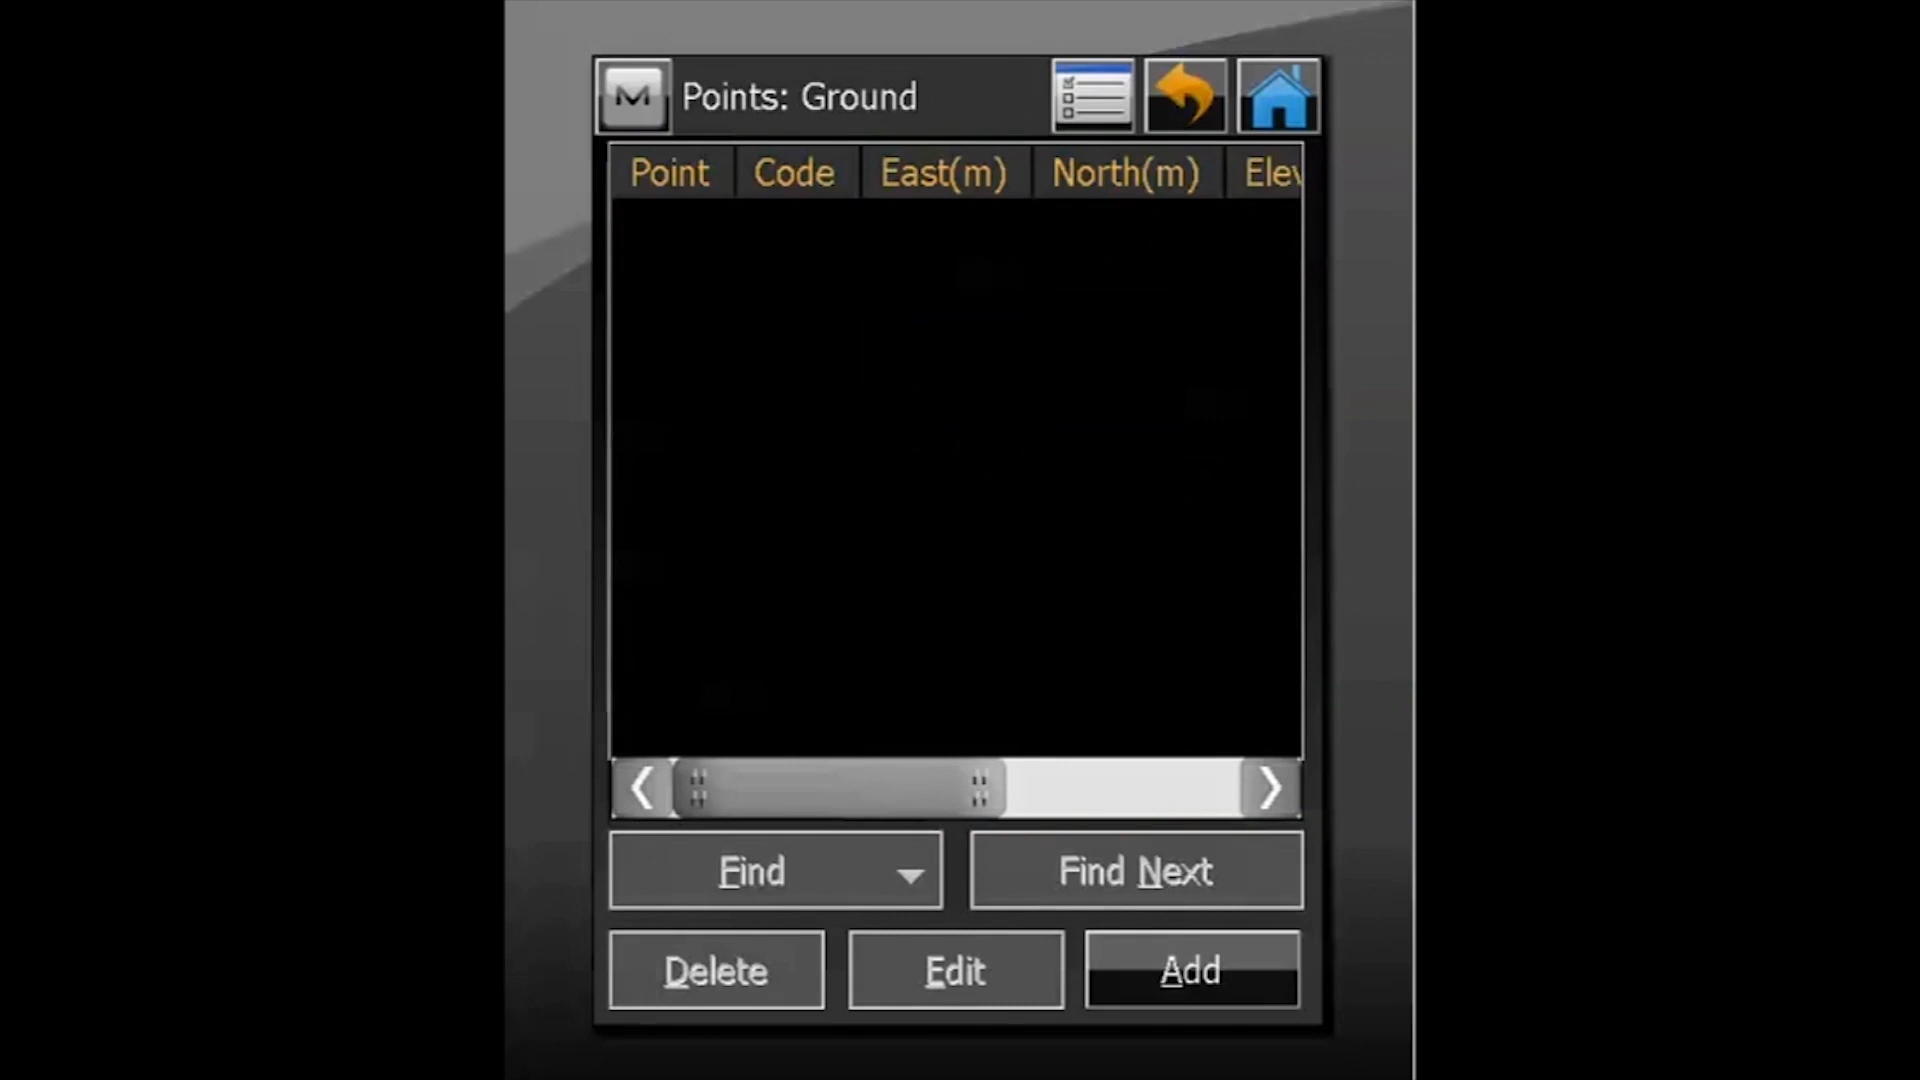 Points: Ground
Point Code East(m) North(m) Elev
Find Find Next
Delete Edit Add